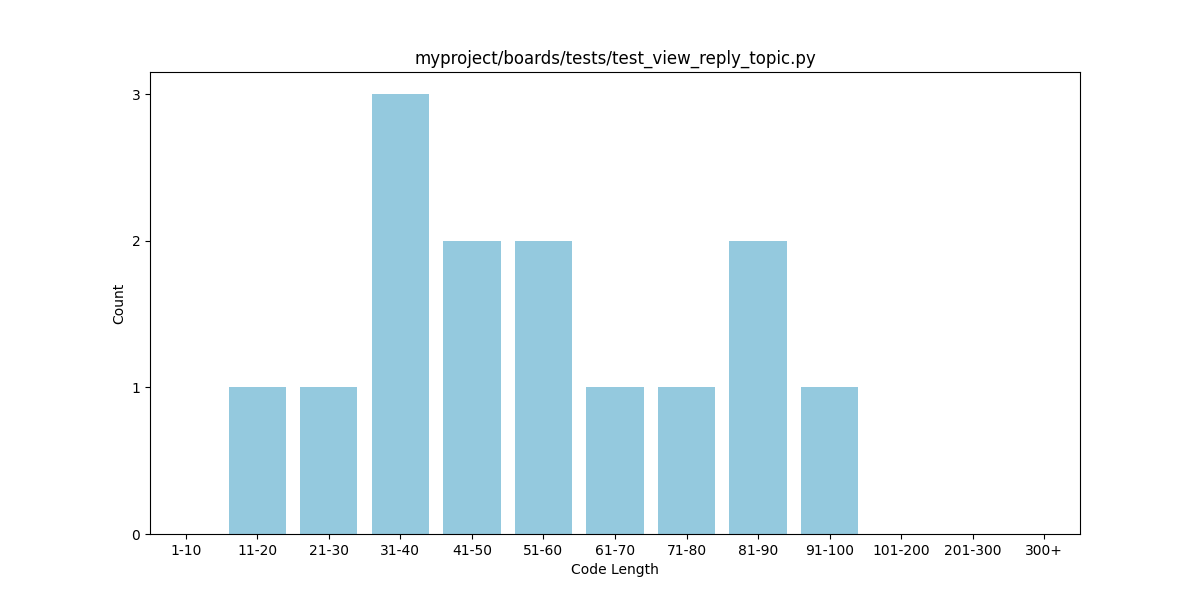 myproject/boards/tests/test_view_reply_topic.py
3
2
1
0
Count
1-10 11-20 21-30 31-40 41-50 51-60 61-70 71-80 81-90 91-100 101-200 201-300 300+
Code Length